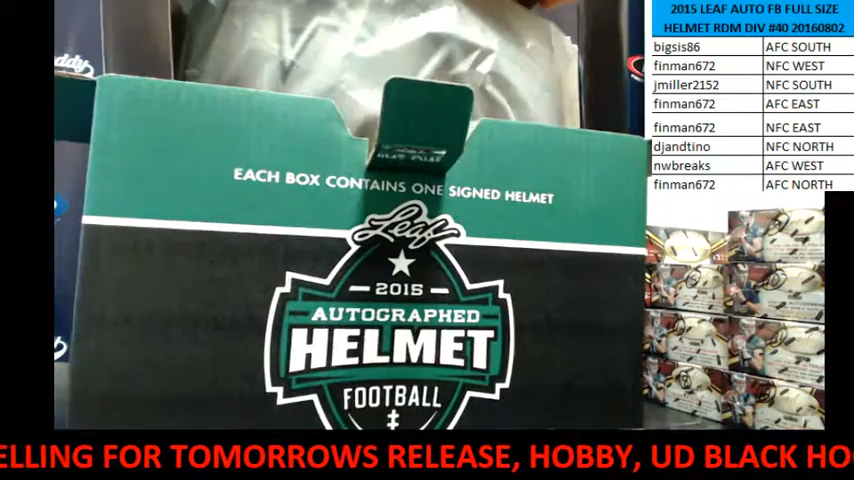 2015 LEAF AUTO FB FULL SIZE
HELMET RDM DIV #40 20160802
bigsis86 AFC SOUTH
finman672 NFC WEST
jmiller2152 NFC SOUTH
finman672 AFC EAST
finman672 NFC EAST
djandtino NFC NORTH
nwbreaks AFC WEST
finman672 AFC NORTH
EACH BOX CONTAINS ONE SIGNED HELMET
Leaf
2015
AUTOGRAPHED
HELMET
FOOTBALL
ELLING FOR TOMORROWS RELEASE, HOBBY, UD BLACK HO